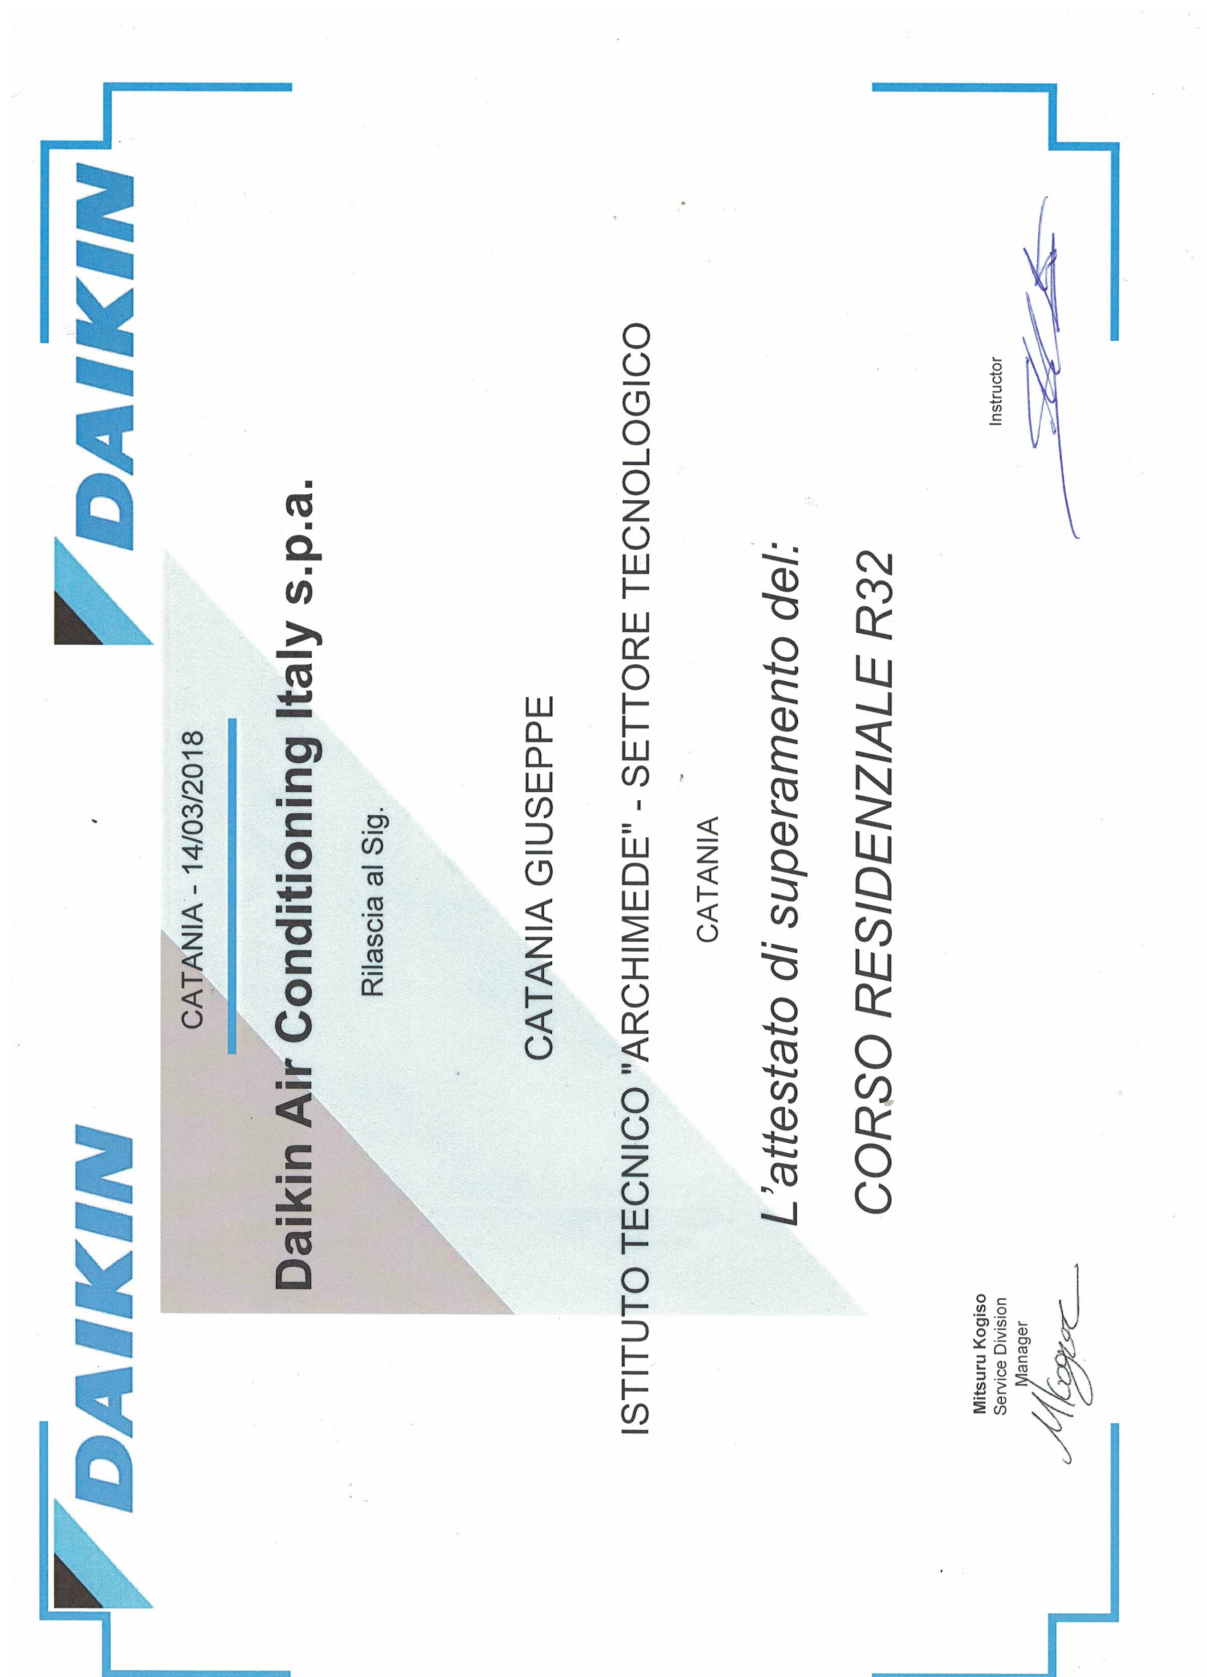 DAIKIN
DAIKIN
CATANIA - 14/03/2018
Daikin Air Conditioning Italy s.p.a.
Rilascia al Sig.
CATANIA GIUSEPPE
ISTITUTO TECNICO "ARCHIMEDE" - SETTORE TECNOLOGICO
CATANIA
L'attestato di superamento del:
CORSO RESIDENZIALE R32
Mitsuru Kogiso
Service Division
Manager
MKogiso
Instructor